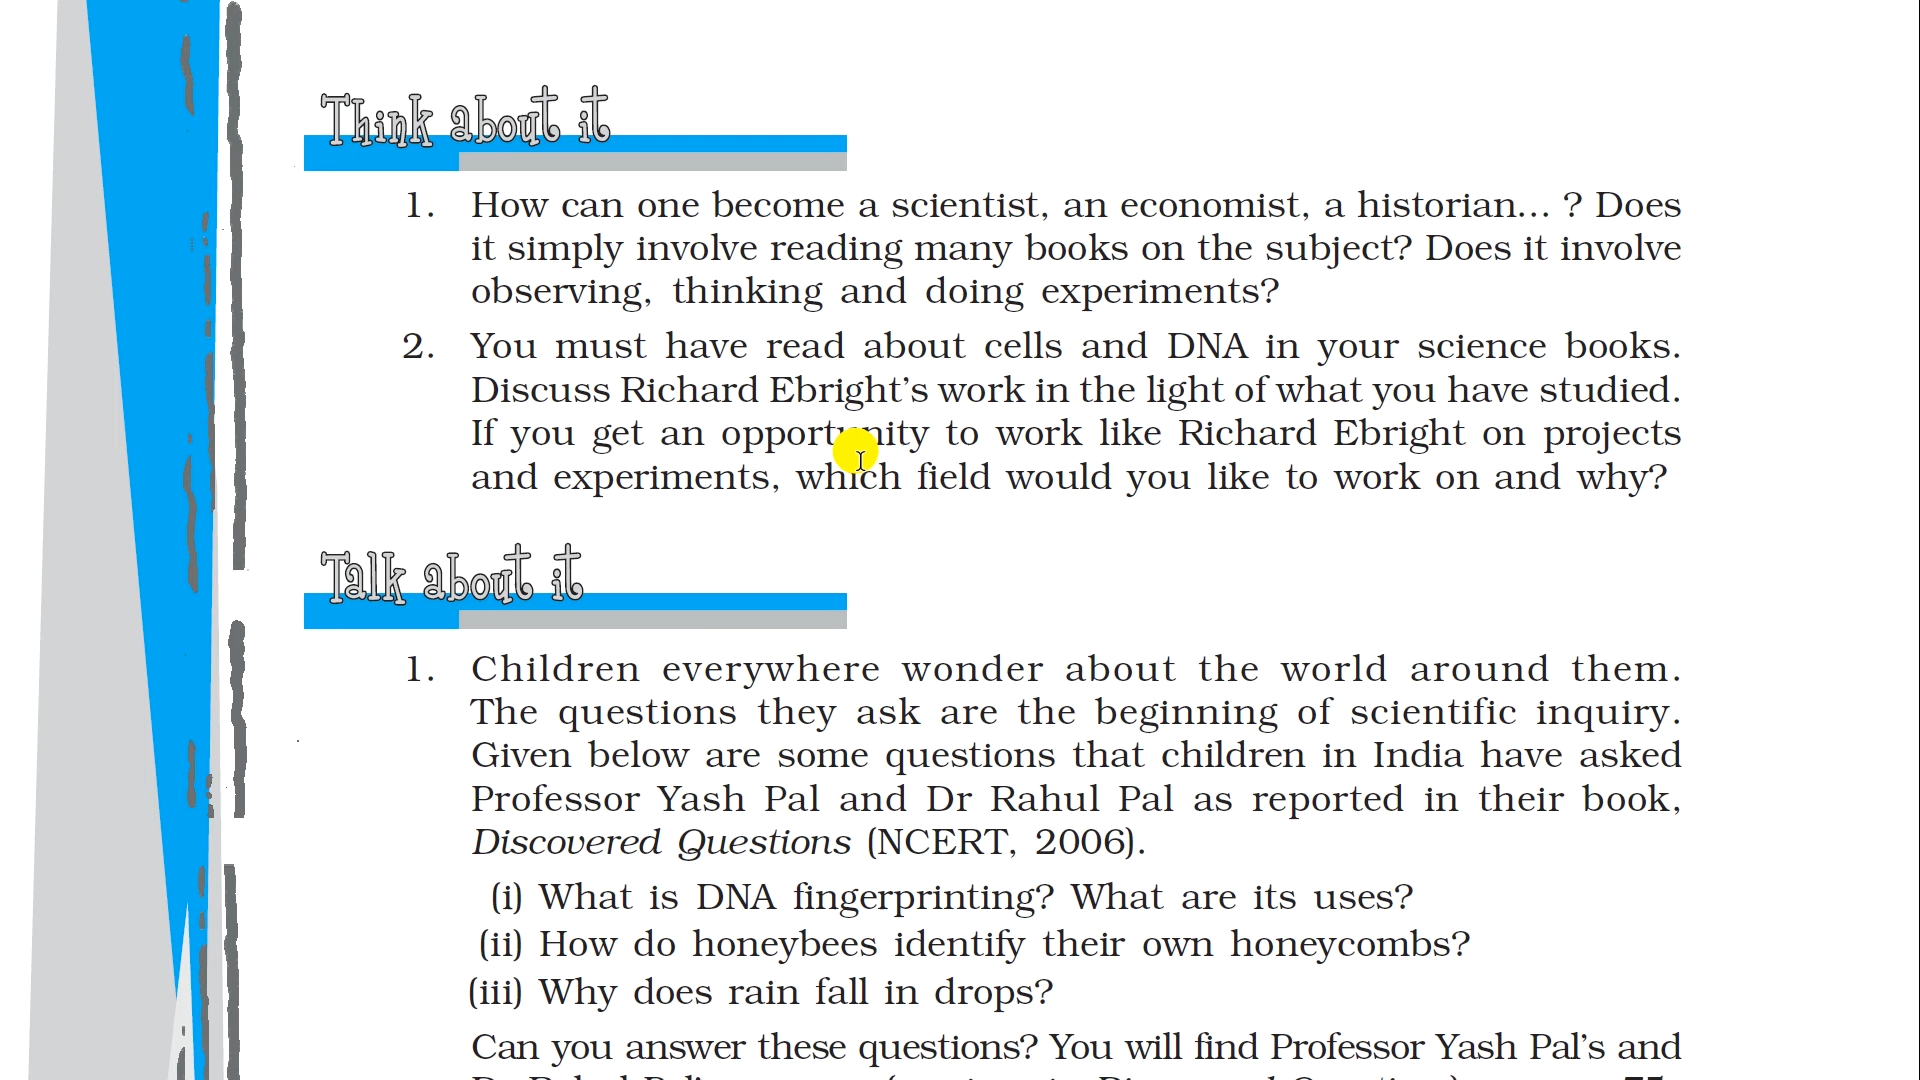 Think about it
1. How can one become a scientist, an economist, a historian... ? Does
it simply involve reading many books on the subject? Does it involve
observing, thinking and doing experiments?
2. You must have read about cells and DNA in your science books.
Discuss Richard Ebright’s work in the light of what you have studied.
If you get an opportunity to work like Richard Ebright on projects
and experiments, which field would you like to work on and why?
Talk about it
1. Children everywhere wonder about the world around them.
The questions they ask are the beginning of scientific inquiry.
Given below are some questions that children in India have asked
Professor Yash Pal and Dr Rahul Pal as reported in their book,
Discovered Questions (NCERT, 2006).
(i) What is DNA fingerprinting? What are its uses?
(ii) How do honeybees identify their own honeycombs?
(iii) Why does rain fall in drops?
Can you answer these questions? You will find Professor Yash Pal’s and